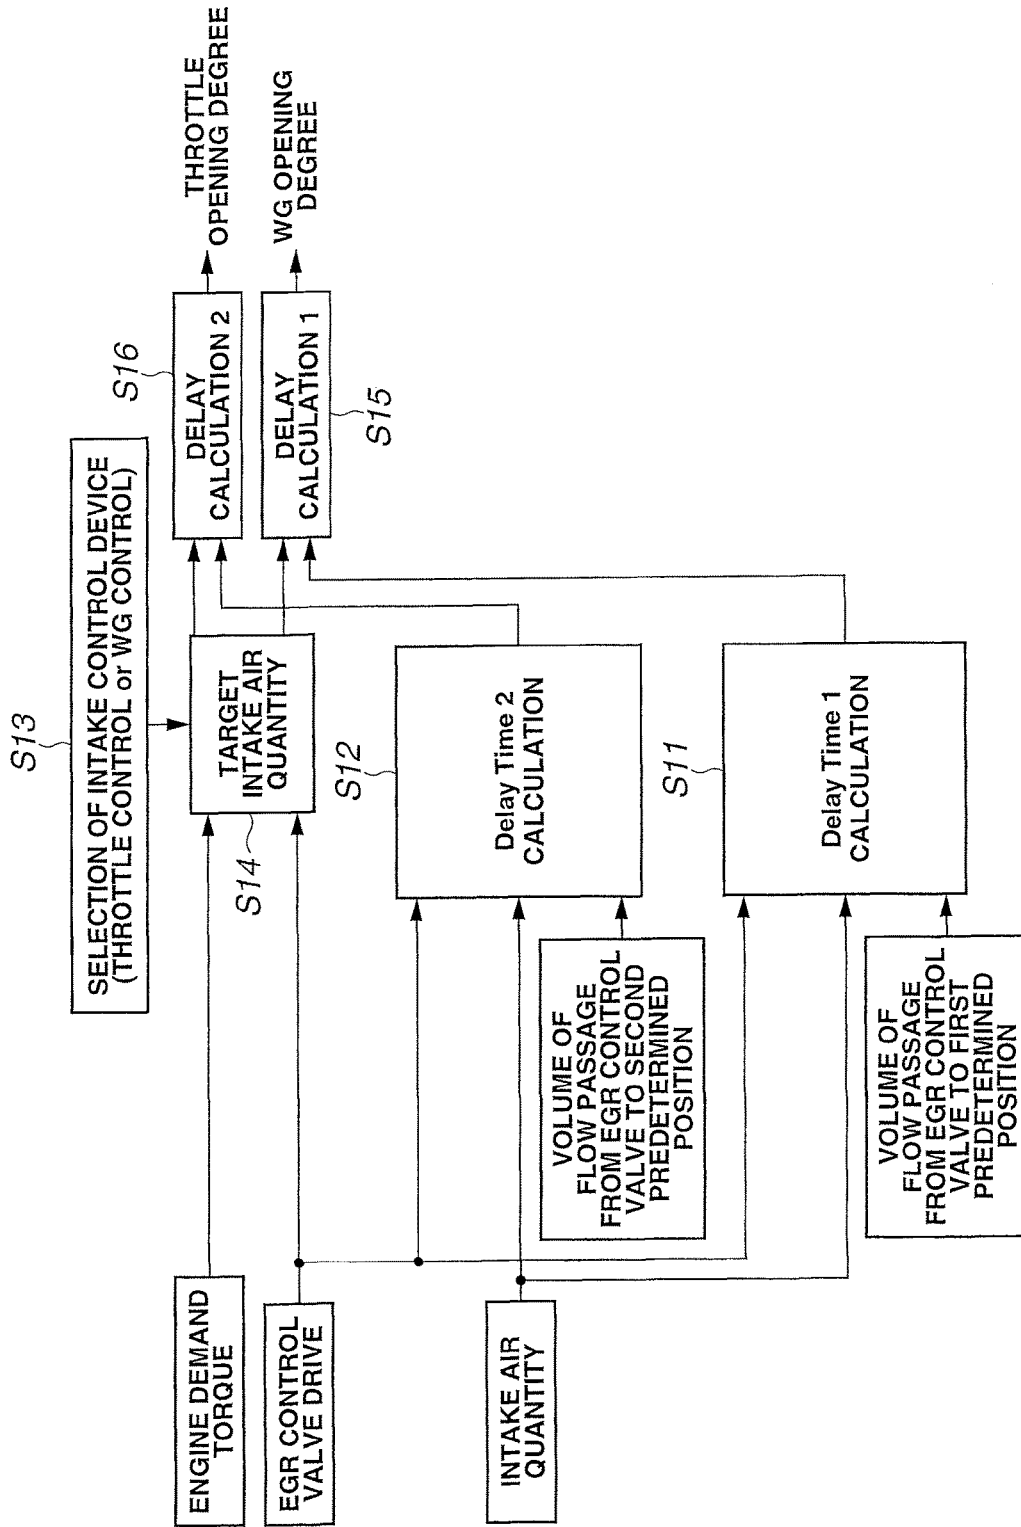 S13
SELECTION OF INTAKE CONTROL DEVICE
(THROTTLE CONTROL or WG CONTROL)
ENGINE DEMAND
TORQUE
EGR CONTROL
VALVE DRIVE
S14
TARGET
INTAKE AIR
QUANTITY
S16
DELAY
CALCULATION 2
THROTTLE
OPENING DEGREE
DELAY
CALCULATION 1
S15
WG OPENING
DEGREE
S12
Delay Time 2
CALCULATION
INTAKE AIR
QUANTITY
VOLUME OF
FLOW PASSAGE
FROM EGR CONTROL
VALVE TO SECOND
PREDETERMINED
POSITION
S11
Delay Time 1
CALCULATION
VOLUME OF
FLOW PASSAGE
FROM EGR CONTROL
VALVE TO FIRST
PREDETERMINED
POSITION